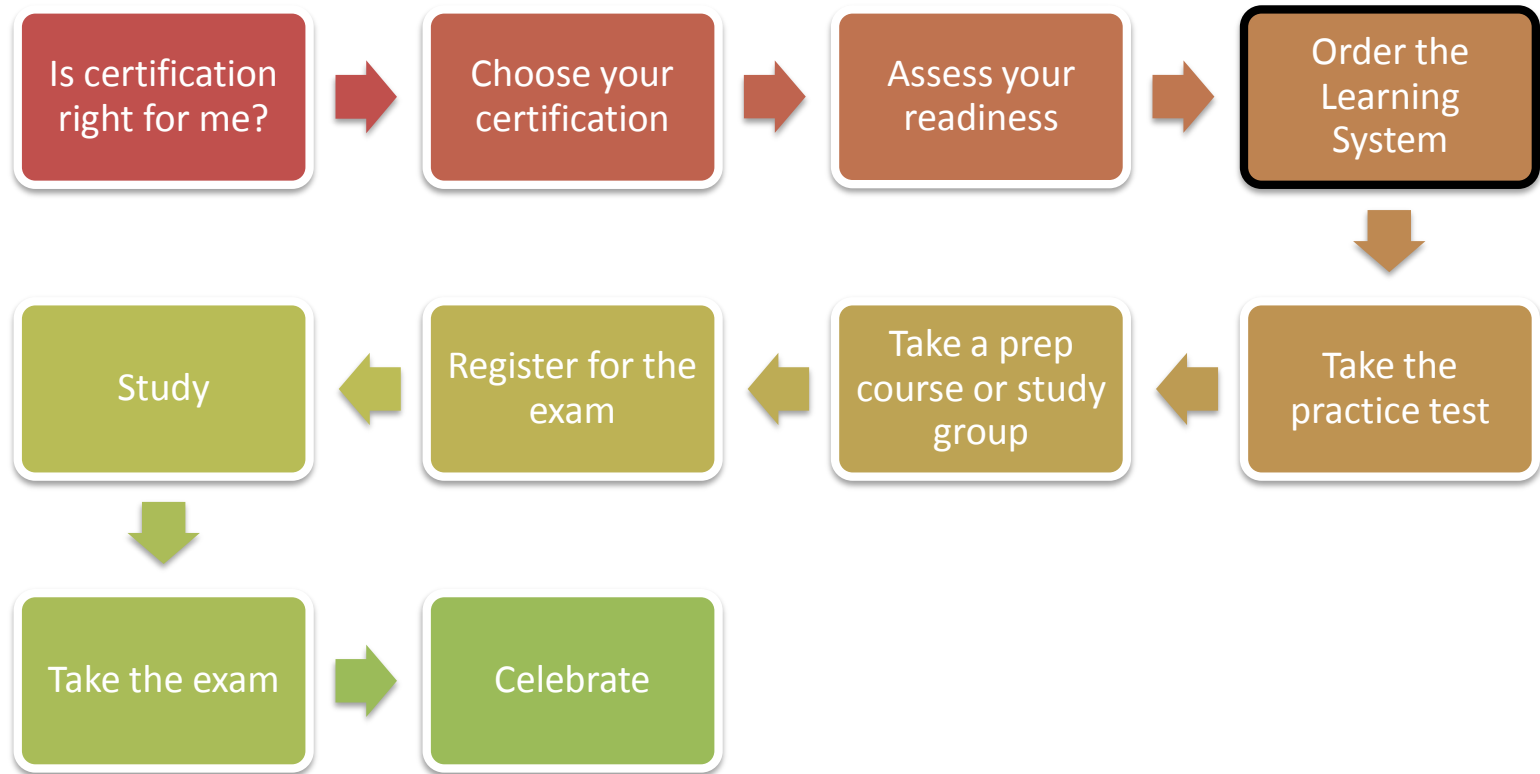 Is certification
right for me?
Choose your
certification
Assess your
readiness
Order the
Learning
System
Take the
practice test
Take a prep
course or study
group
Register for the
exam
Study
Take the exam
Celebrate